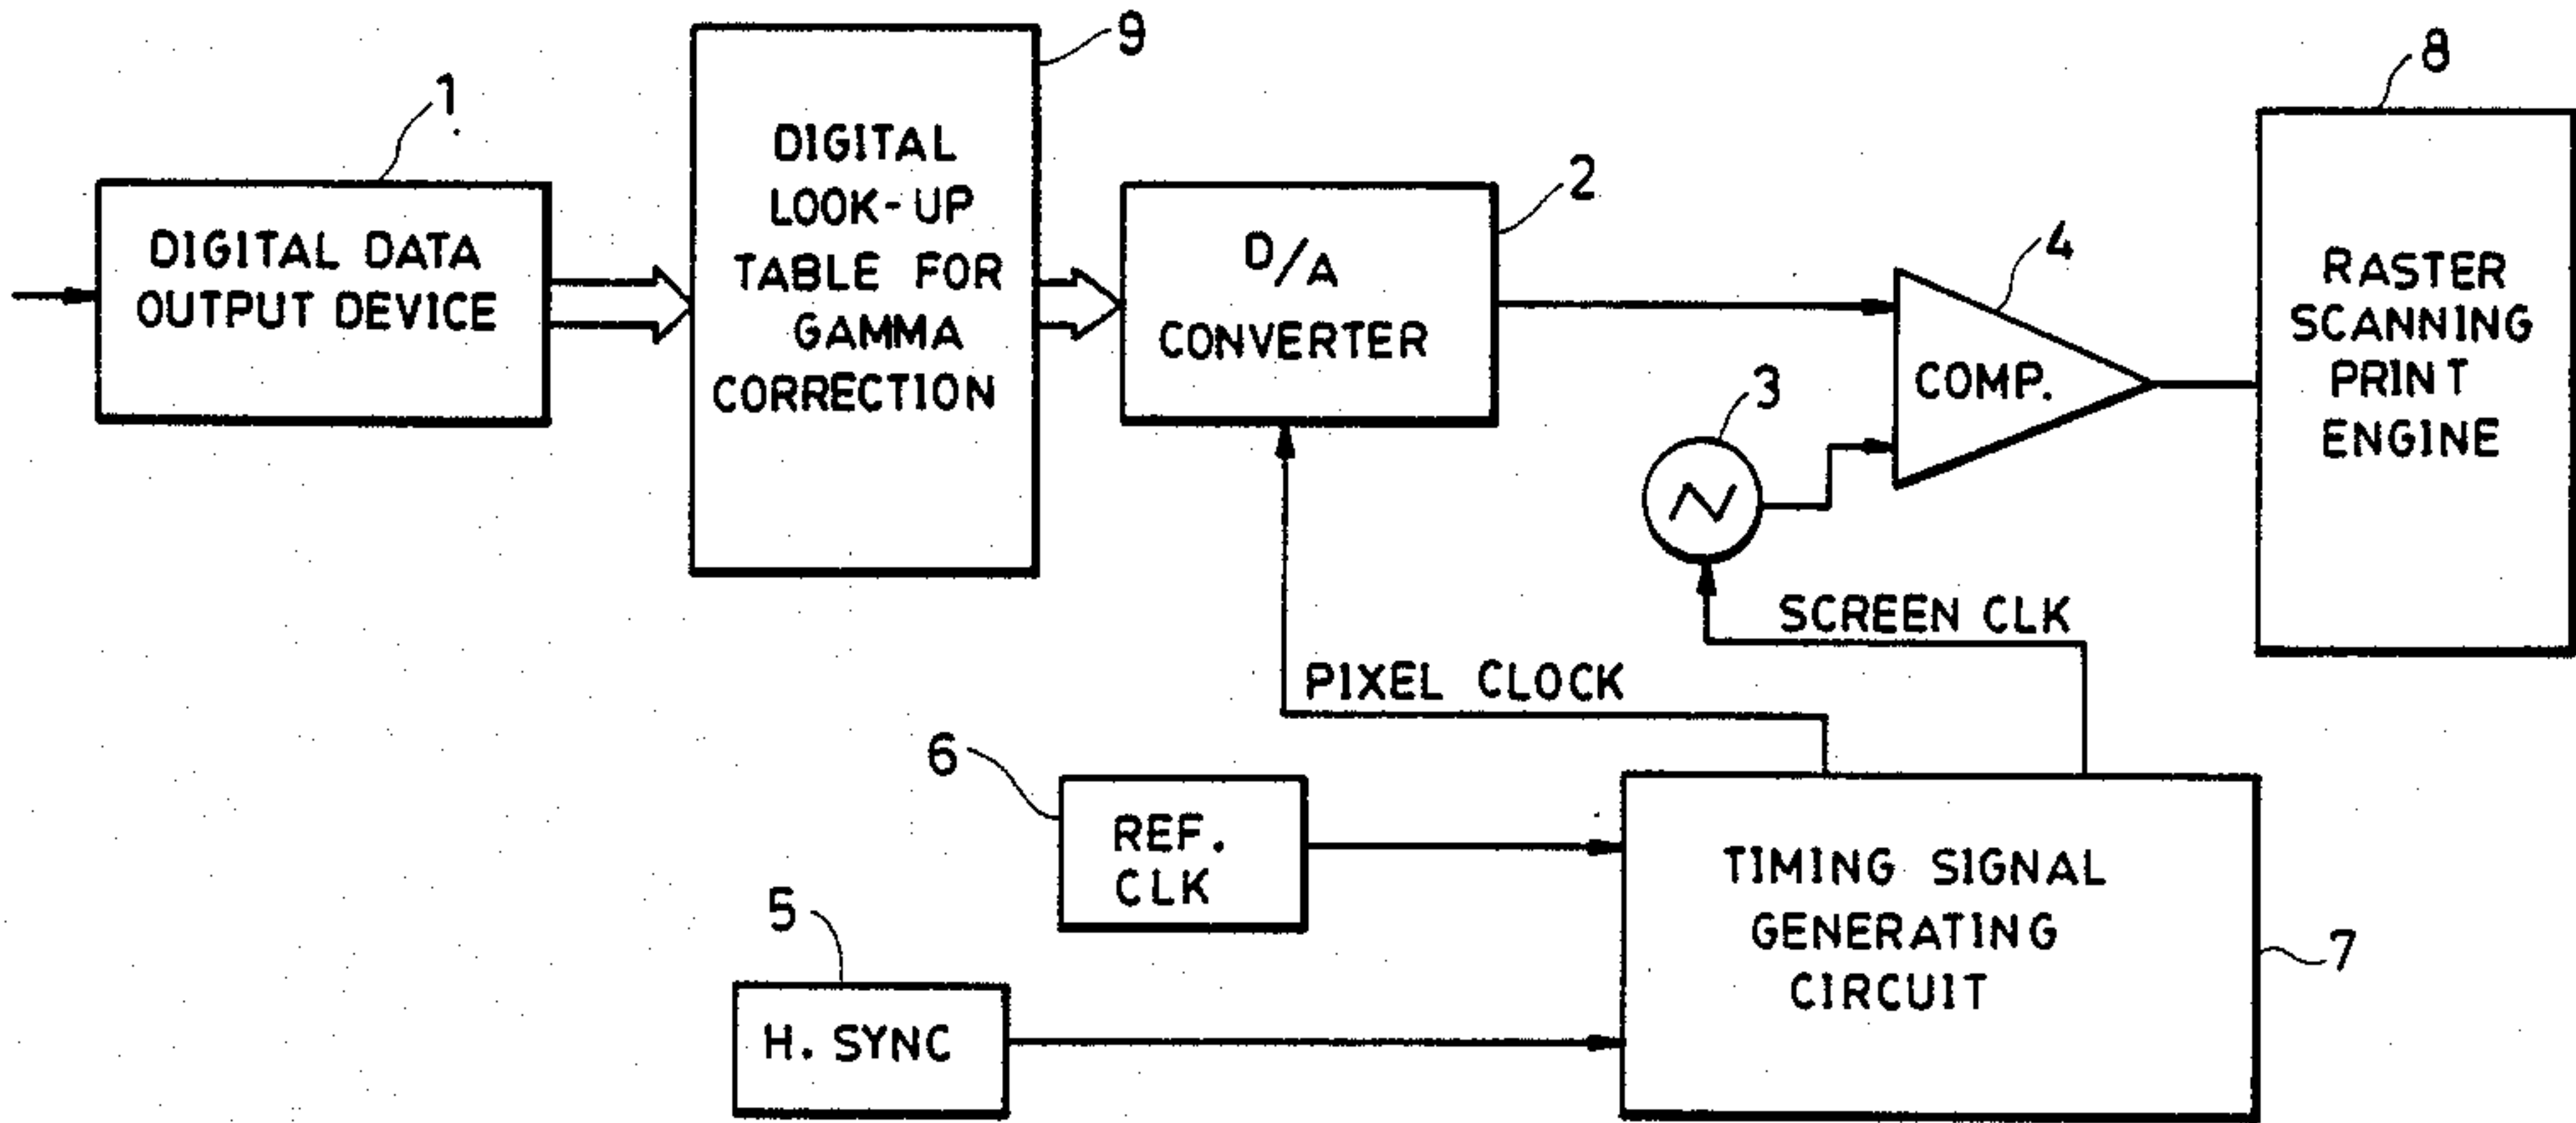 1
DIGITAL DATA
OUTPUT DEVICE
9
DIGITAL
LOOK-UP
TABLE FOR
GAMMA
CORRECTION
2
D/A
CONVERTER
4
COMP.
3
8
RASTER
SCANNING
PRINT
ENGINE
SCREEN CLK
PIXEL CLOCK
6
REF.
CLK
5
H. SYNC
TIMING SIGNAL
GENERATING
CIRCUIT
7